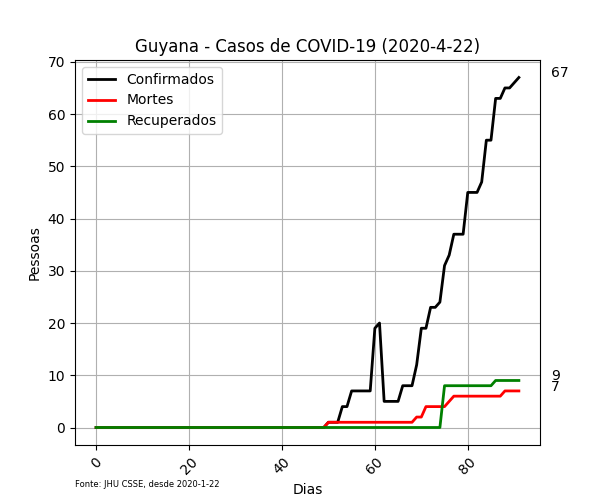 Guyana - Casos de COVID-19 (2020-4-22)
Confirmados
Mortes
Recuperados
Pessoas
70
60
50
40
30
20
10
0
67
9
7
0
20
40
60
80
Dias
Fonte: JHU CSSE, desde 2020-1-22